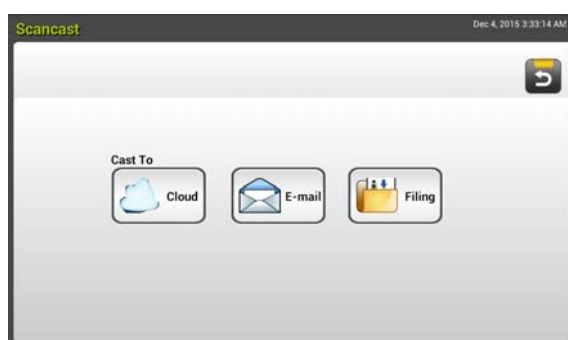 Scancast
Dec 4, 2015 3:33:14 AM
Cast To
Cloud
E-mail
Filing